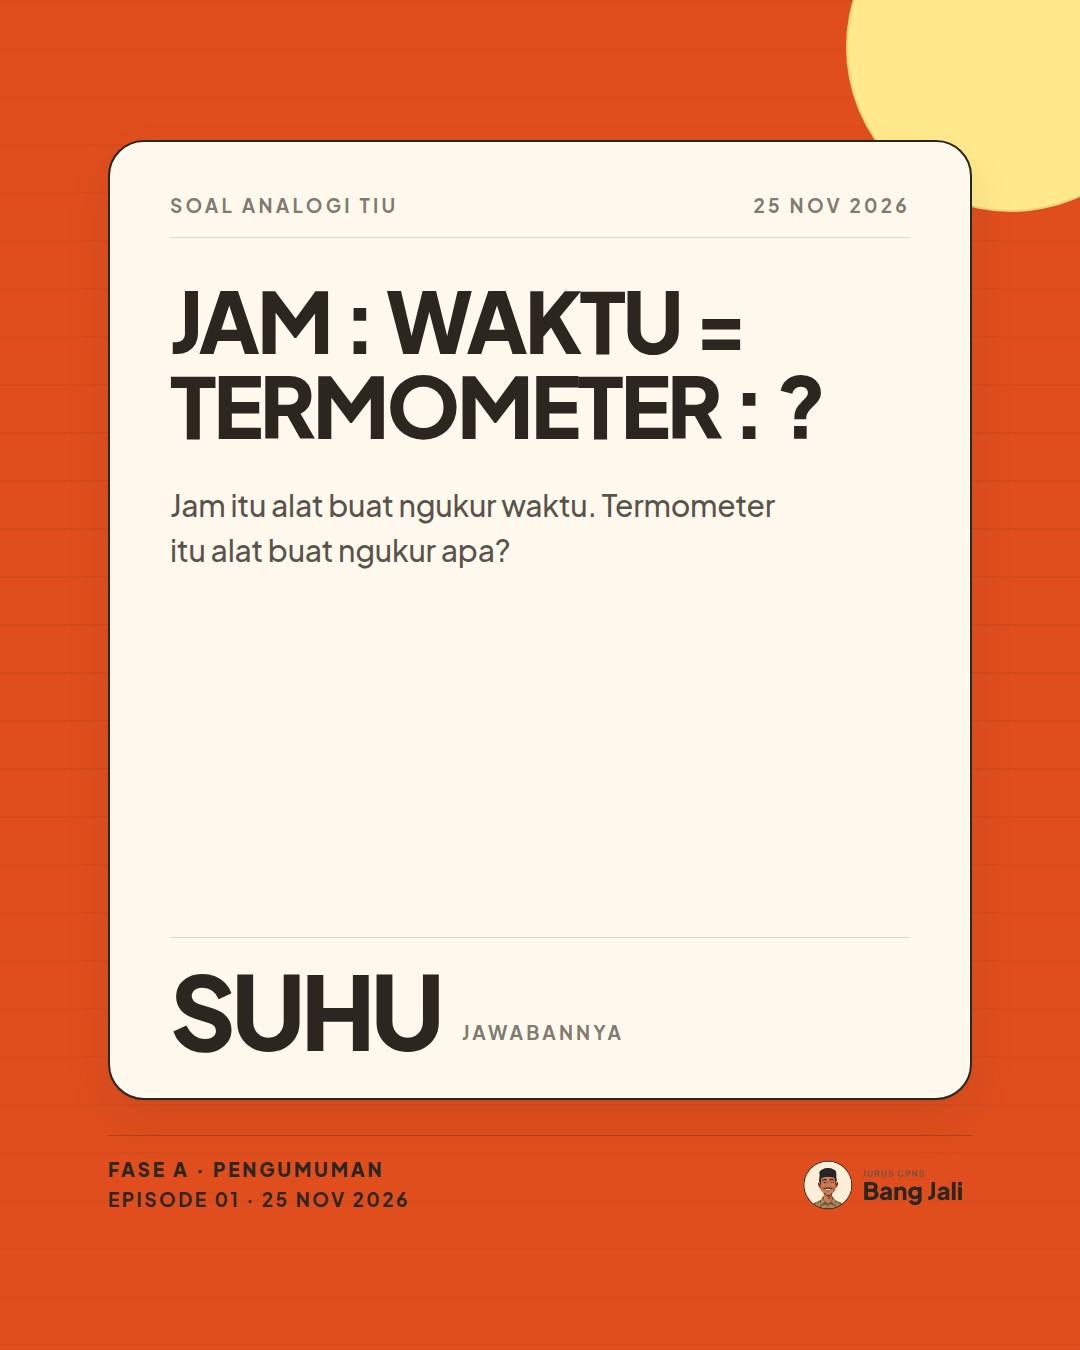 SOAL ANALOGI TIU
25 NOV 2026
JAM : WAKTU =
TERMOMETER : ?
Jam itu alat buat ngukur waktu. Termometer
itu alat buat ngukur apa?
SUHU JAWABANNYA
FASE A · PENGUMUMAN
EPISODE 01 · 25 NOV 2026
JURUS CPNS
Bang Jali